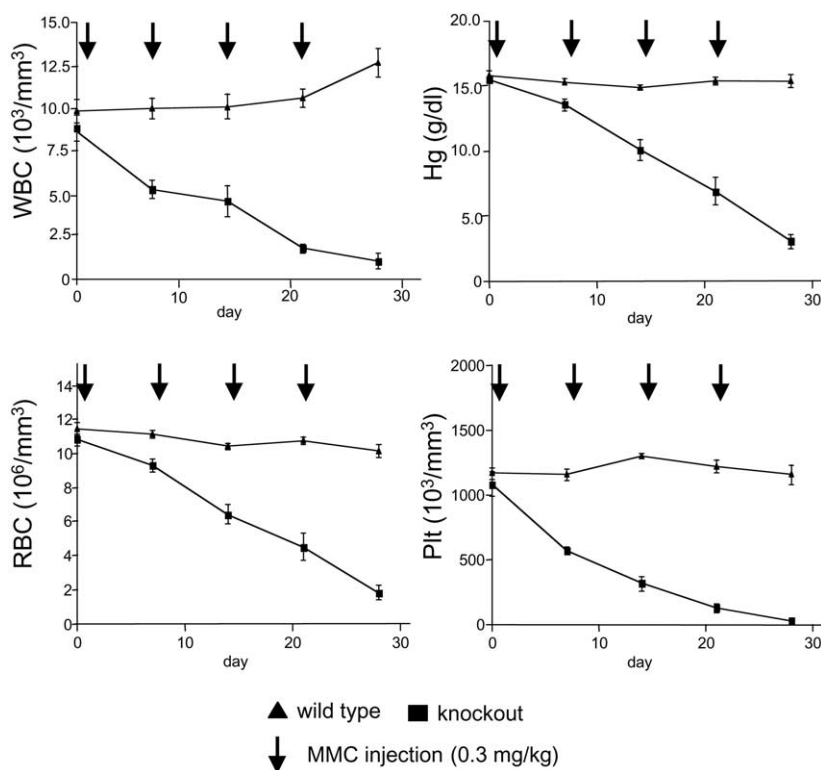 WBC (10³/mm³)
15.0
12.5
10.0
7.5
5.0
2.5
0
0 10 20 30
day
Hg (g/dl)
20.0
15.0
10.0
5.0
0
0 10 20 30
day
RBC (10⁶/mm³)
14
12
10
8
6
4
2
0
0 10 20 30
day
Plt (10³/mm³)
2000
1500
1000
500
0
0 10 20 30
day
wild type knockout
MMC injection (0.3 mg/kg)